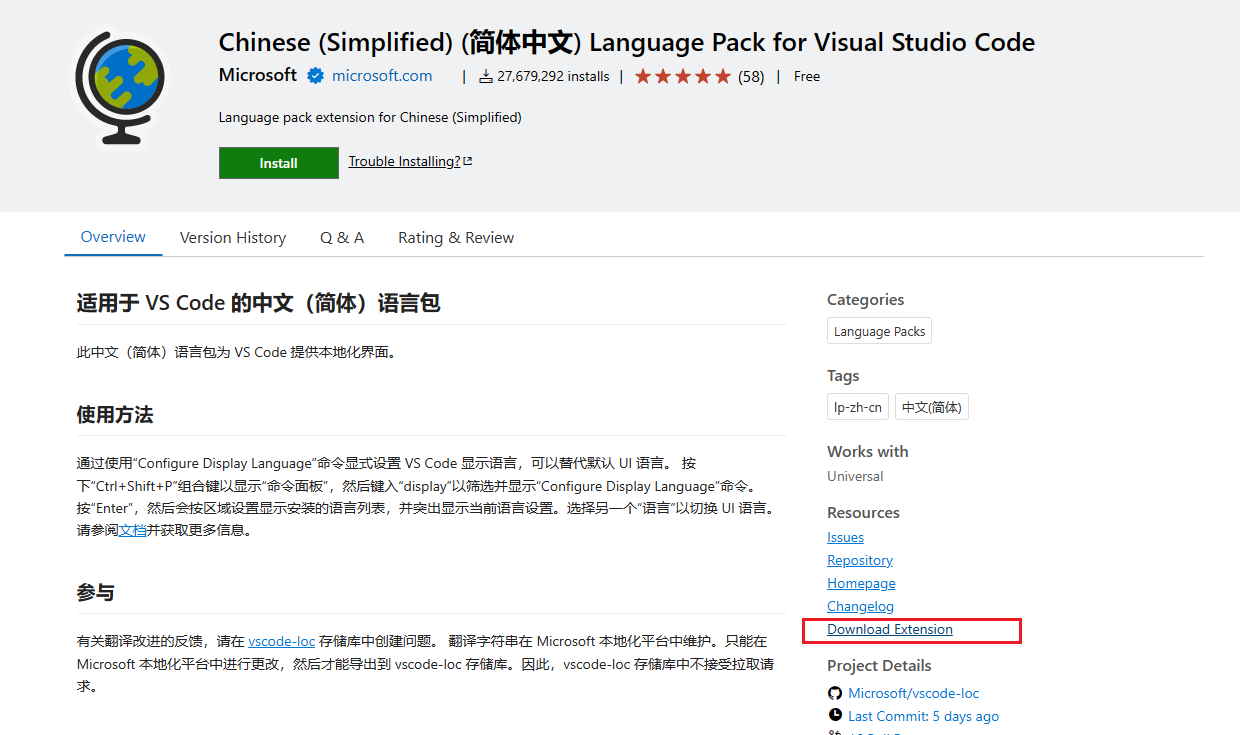 Chinese (Simplified) (简体中文) Language Pack for Visual Studio Code
Microsoft microsoft.com | 27,679,292 installs | (58) | Free
Language pack extension for Chinese (Simplified)
Install Trouble Installing?
Overview Version History Q & A Rating & Review
适用于 VS Code 的中文（简体）语言包
此中文（简体）语言包为 VS Code 提供本地化界面。
使用方法
通过使用“Configure Display Language”命令显式设置 VS Code 显示语言，可以替代默认 UI 语言。 按
下“Ctrl+Shift+P”组合键以显示“命令面板”，然后键入“display”以筛选并显示“Configure Display Language”命令。
按“Enter”，然后会按区域设置显示安装的语言列表，并突出显示当前语言设置。选择另一个“语言”以切换 UI 语言。
请参阅文档并获取更多信息。
参与
有关翻译改进的反馈，请在 vscode-loc 存储库中创建问题。 翻译字符串在 Microsoft 本地化平台中维护。只能在
Microsoft 本地化平台中进行更改，然后才能导出到 vscode-loc 存储库。因此，vscode-loc 存储库中不接受拉取请
求。
Categories
Language Packs
Tags
lp-zh-cn 中文(简体)
Works with
Universal
Resources
Issues
Repository
Homepage
Changelog
Download Extension
Project Details
Microsoft/vscode-loc
Last Commit: 5 days ago